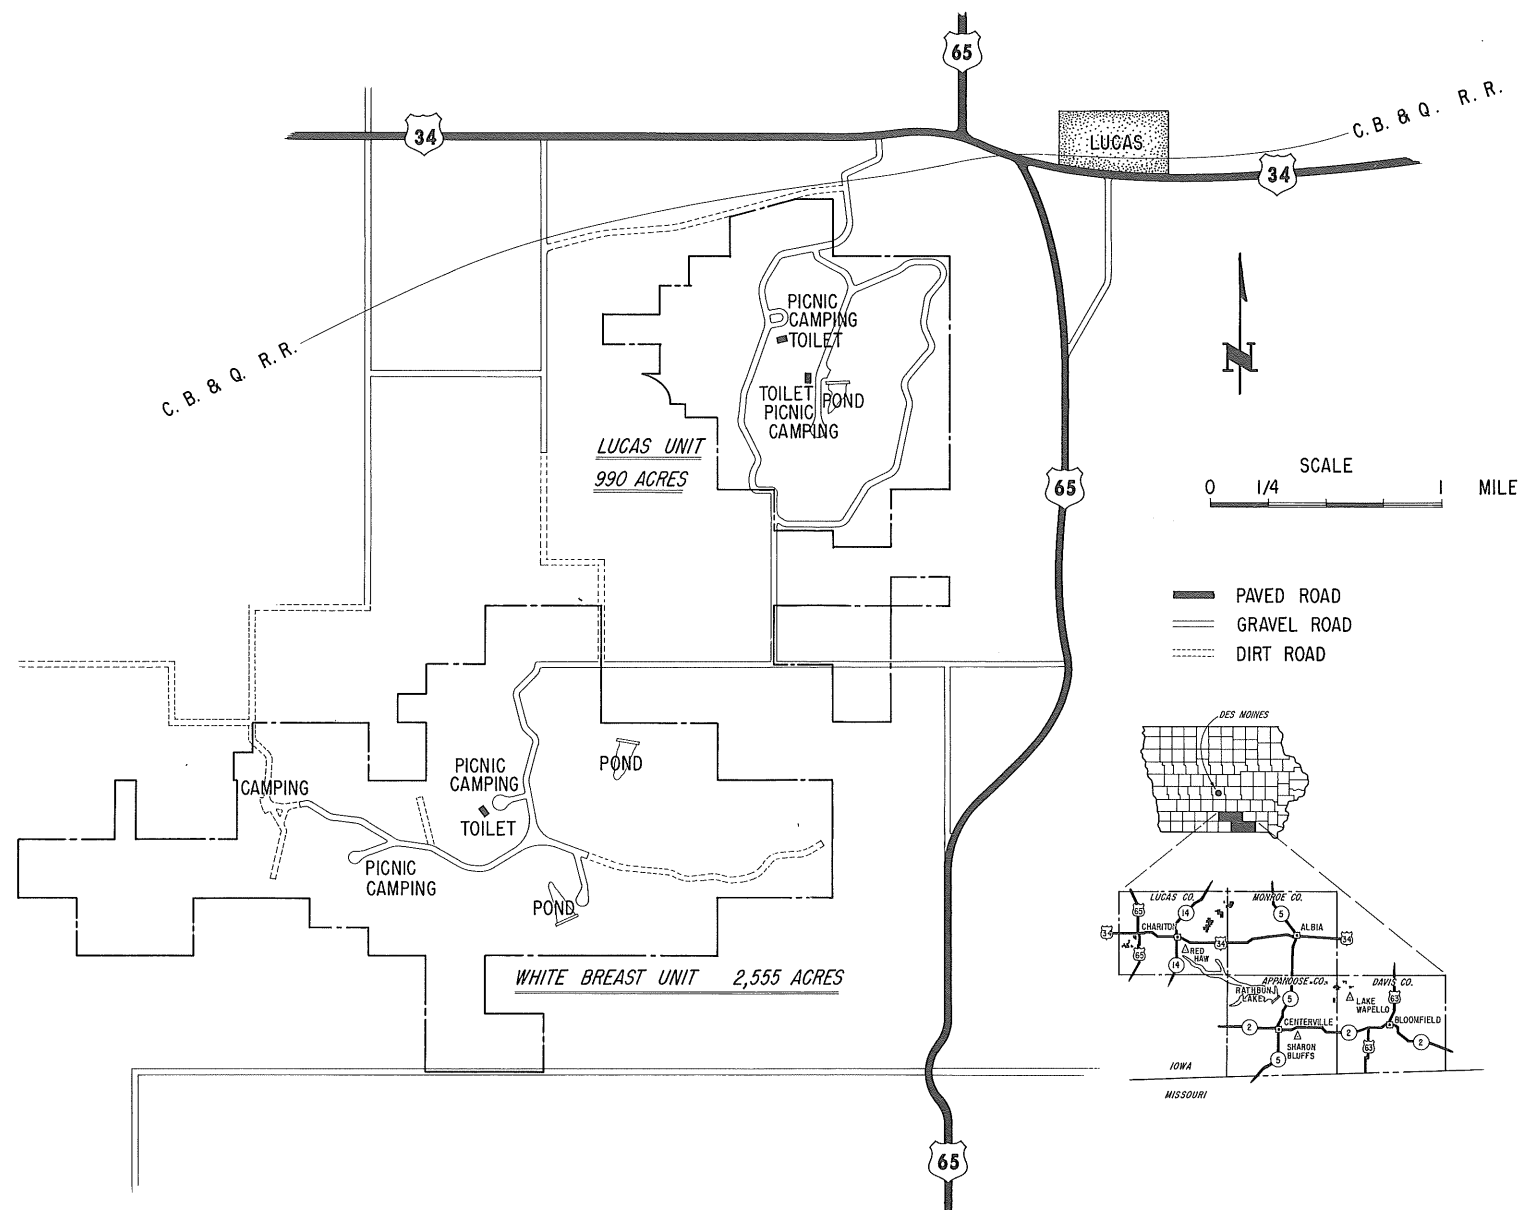 65
C. B. & Q. R. R.
34
LUCAS
34
PICNIC
CAMPING
TOILET
C. B. & Q. R. R.
TOILET POND
PICNIC
CAMPING
N
LUCAS UNIT
990 ACRES
65
SCALE
0 1/4 1 MILE
PAVED ROAD
GRAVEL ROAD
DIRT ROAD
DES MOINES
POND
PICNIC
CAMPING
CAMPING
TOILET
PICNIC
CAMPING
POND
WHITE BREAST UNIT 2,555 ACRES
LUCAS CO. MONROE CO.
65
14
5
34
CHARITON
ALBIA
34
34
65
RED
HAW
14
APPANOOSE CO.
DAVIS CO.
RATHBUN
LAKE
5
LAKE
WAPELLO
63
2
CENTERVILLE
2
BLOOMFIELD
63
2
SHARON
BLUFFS
5
IOWA
MISSOURI
65